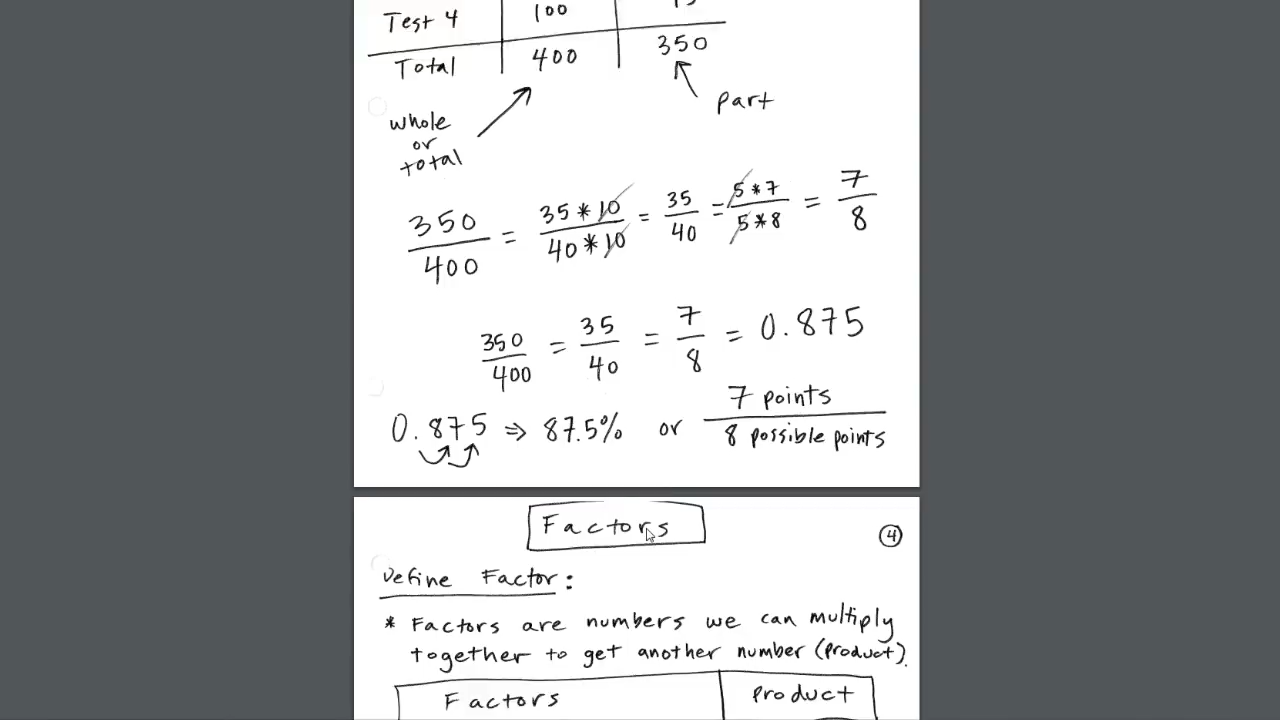 Test 4 100
Total 400 350
part
whole
or
total
350/400 = 35 * 10/40 * 10 = 35/40 = 5 * 7/5 * 8 = 7/8
350/400 = 35/40 = 7/8 = 0.875
0.875 ⇒ 87.5% or 7 points/8 possible points
Factors
4
Define Factor:
* Factors are numbers we can multiply
together to get another number (product).
Factors Product